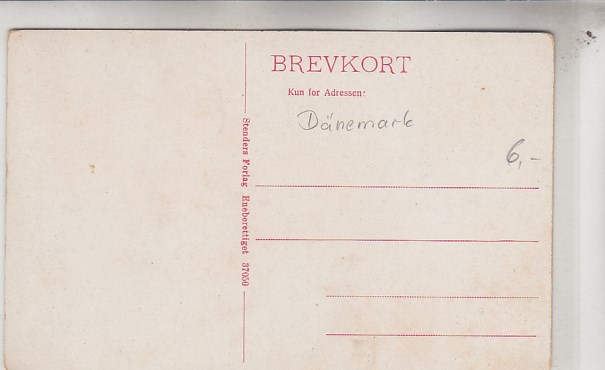 BREVKORT
Kun for Adressen:
Dänemark
6,-
Stenders Forlag Eneberettiget 37050